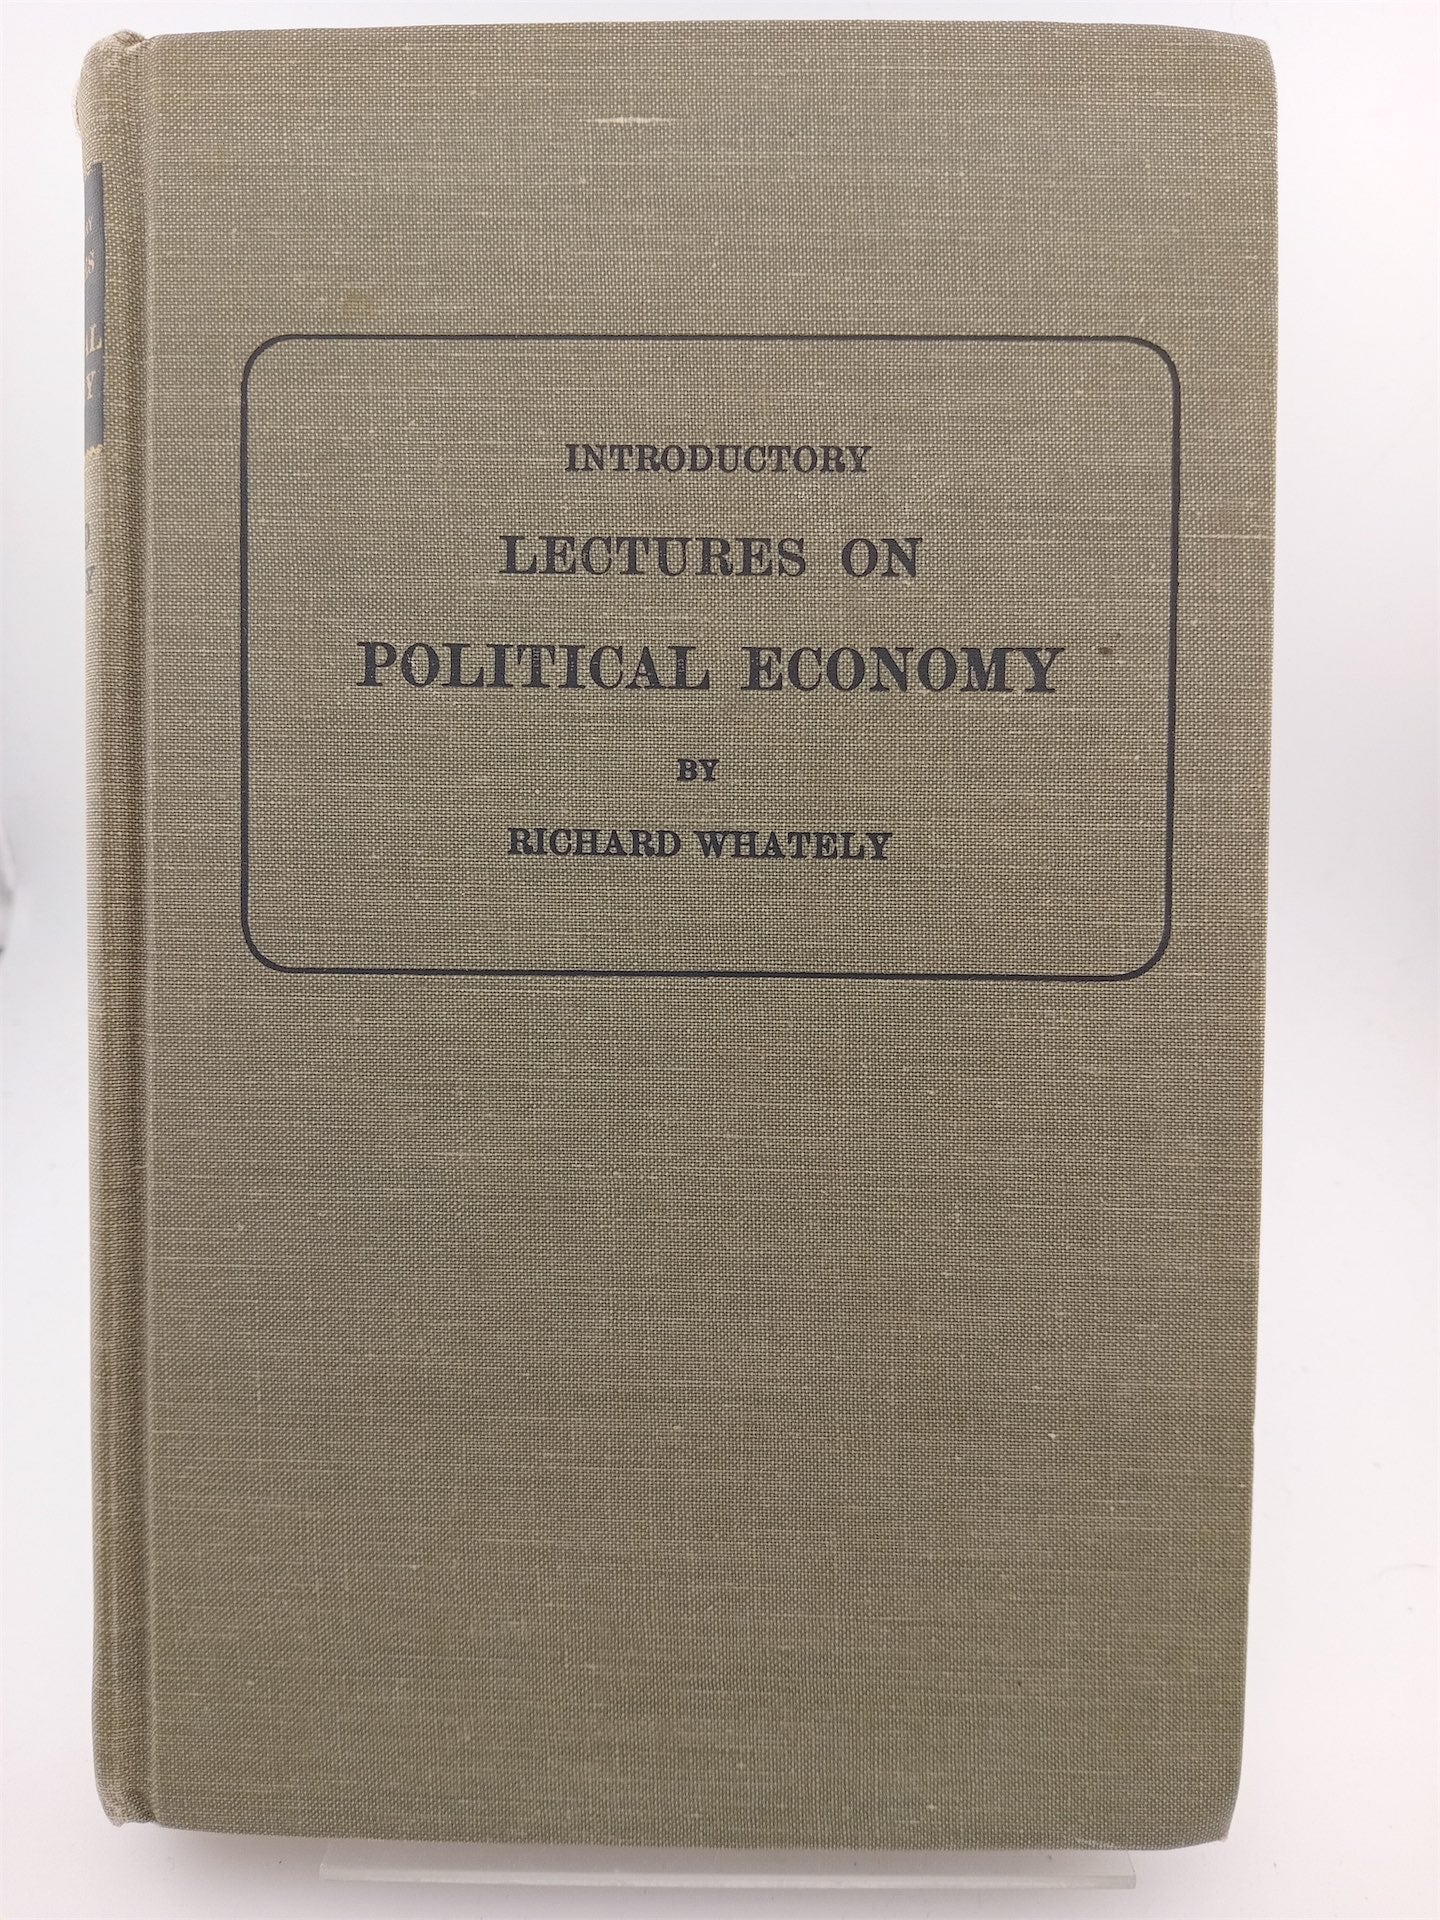 INTRODUCTORY
LECTURES ON
POLITICAL ECONOMY
BY
RICHARD WHATELY